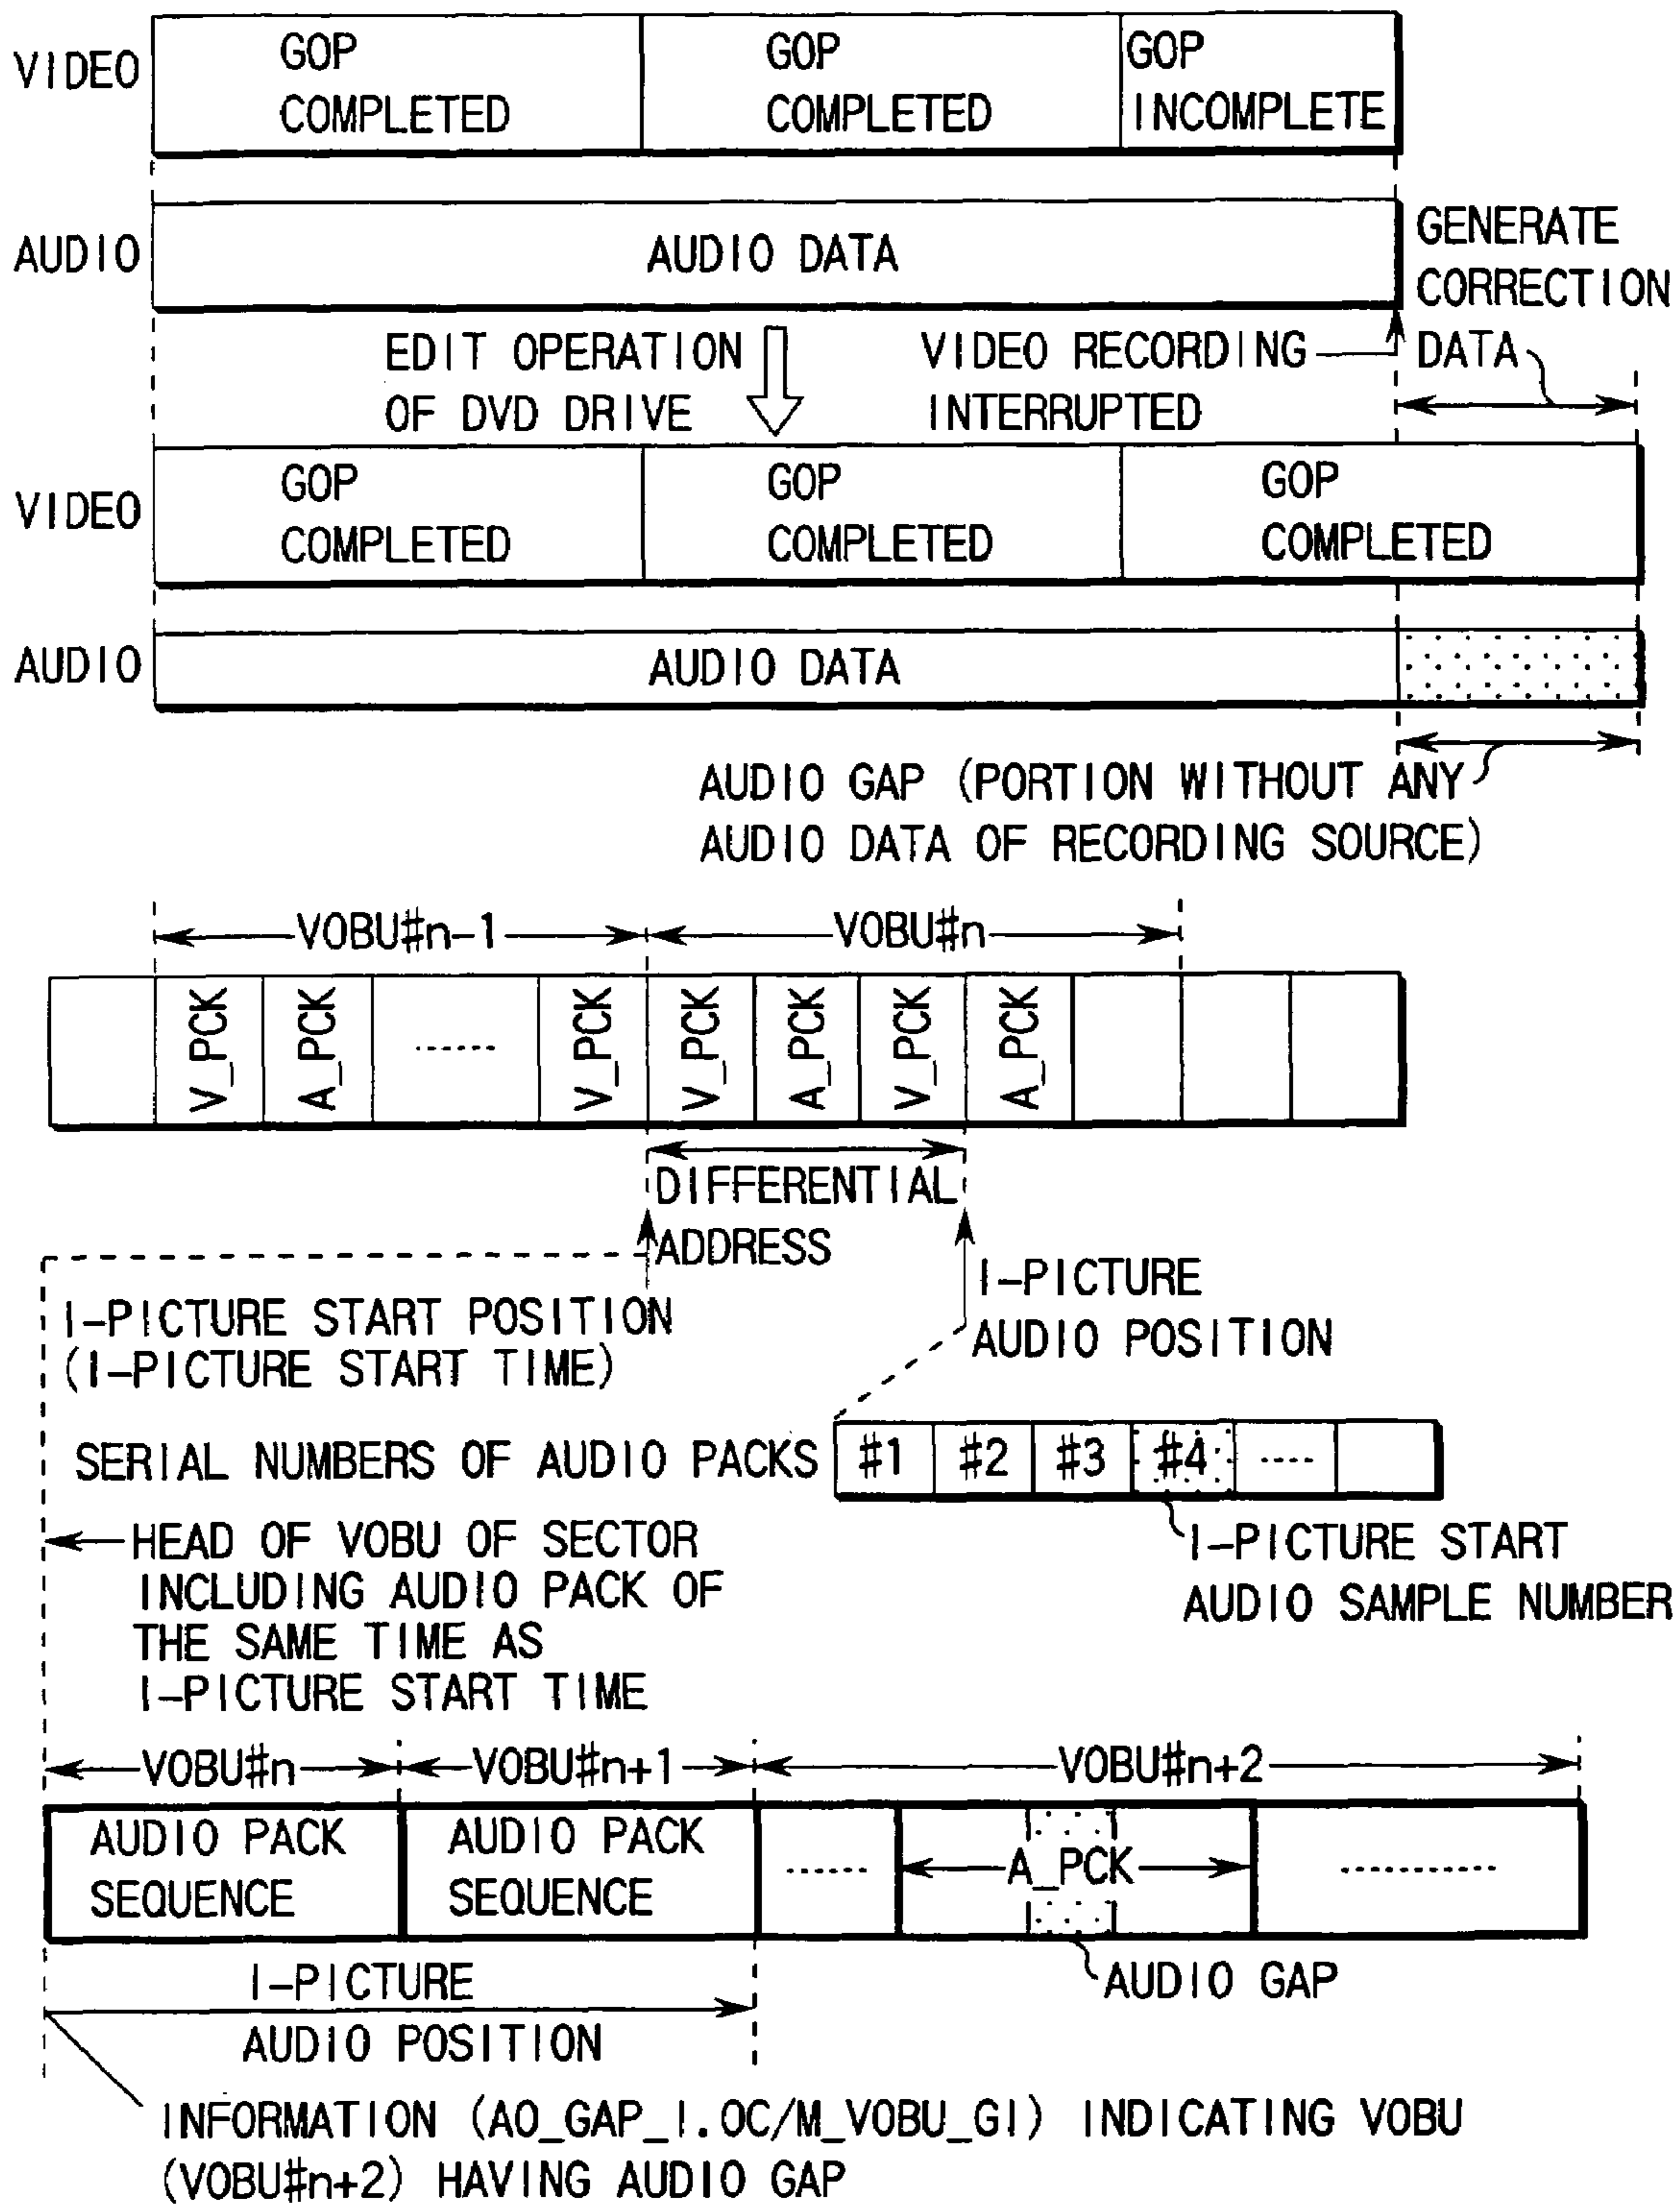 VIDEO
GOP
COMPLETED
GOP
COMPLETED
GOP
INCOMPLETE
AUDIO
AUDIO DATA
GENERATE
CORRECTION
DATA
EDIT OPERATION
OF DVD DRIVE
VIDEO RECORDING
INTERRUPTED
VIDEO
GOP
COMPLETED
GOP
COMPLETED
GOP
COMPLETED
AUDIO
AUDIO DATA
AUDIO GAP (PORTION WITHOUT ANY
AUDIO DATA OF RECORDING SOURCE)
VOBU#n-1
VOBU#n
V_PCK
A_PCK
......
V_PCK
V_PCK
A_PCK
V_PCK
A_PCK
DIFFERENTIAL
ADDRESS
I-PICTURE START POSITION
(I-PICTURE START TIME)
I-PICTURE
AUDIO POSITION
SERIAL NUMBERS OF AUDIO PACKS
#1
#2
#3
#4
....
I-PICTURE START
AUDIO SAMPLE NUMBER
HEAD OF VOBU OF SECTOR
INCLUDING AUDIO PACK OF
THE SAME TIME AS
I-PICTURE START TIME
VOBU#n
VOBU#n+1
VOBU#n+2
AUDIO PACK
SEQUENCE
AUDIO PACK
SEQUENCE
......
A_PCK
...........
AUDIO GAP
I-PICTURE
AUDIO POSITION
INFORMATION (A0_GAP_I.OC/M_VOBU_GI) INDICATING VOBU
(VOBU#n+2) HAVING AUDIO GAP